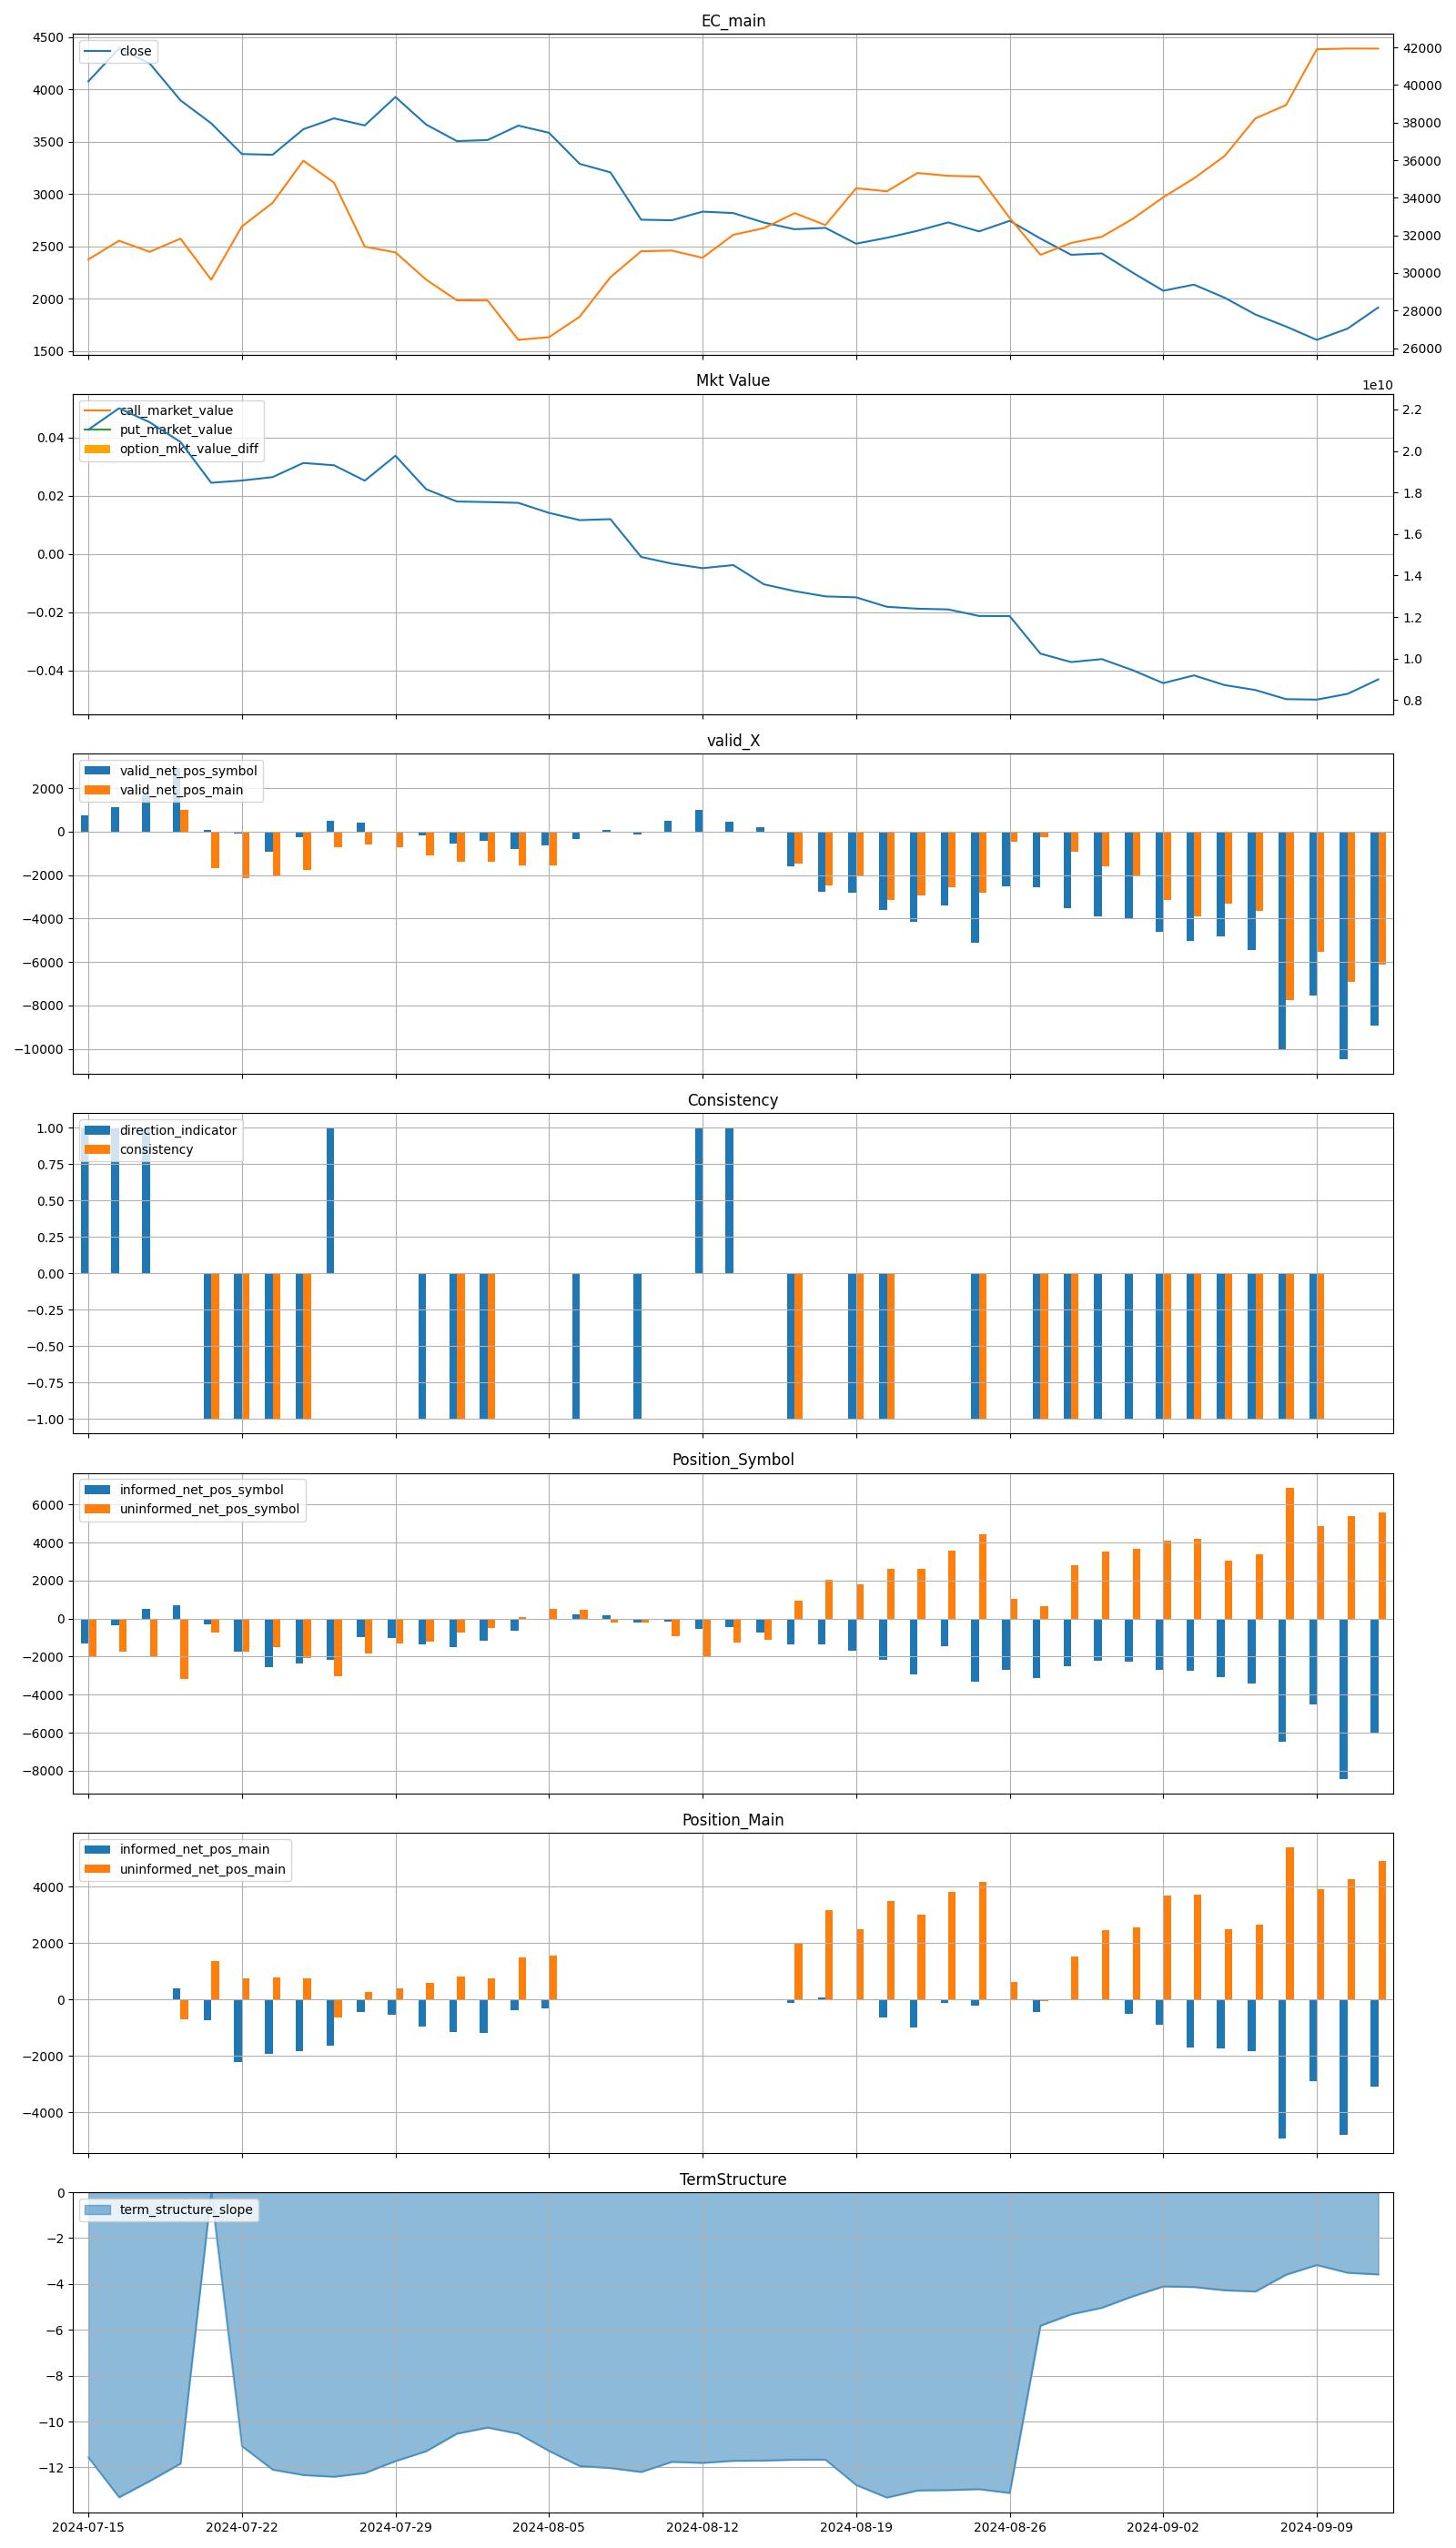 EC_main
close
4500
4000
3500
3000
2500
2000
1500
42000
40000
38000
36000
34000
32000
30000
28000
26000
Mkt Value
1e10
call_market_value
put_market_value
option_mkt_value_diff
0.04
0.02
0.00
−0.02
−0.04
2.2
2.0
1.8
1.6
1.4
1.2
1.0
0.8
valid_X
valid_net_pos_symbol
valid_net_pos_main
2000
0
−2000
−4000
−6000
−8000
−10000
Consistency
direction_indicator
consistency
1.00
0.75
0.50
0.25
0.00
−0.25
−0.50
−0.75
−1.00
Position_Symbol
informed_net_pos_symbol
uninformed_net_pos_symbol
6000
4000
2000
0
−2000
−4000
−6000
−8000
Position_Main
informed_net_pos_main
uninformed_net_pos_main
4000
2000
0
−2000
−4000
TermStructure
term_structure_slope
0
−2
−4
−6
−8
−10
−12
2024-07-15 2024-07-22 2024-07-29 2024-08-05 2024-08-12 2024-08-19 2024-08-26 2024-09-02 2024-09-09